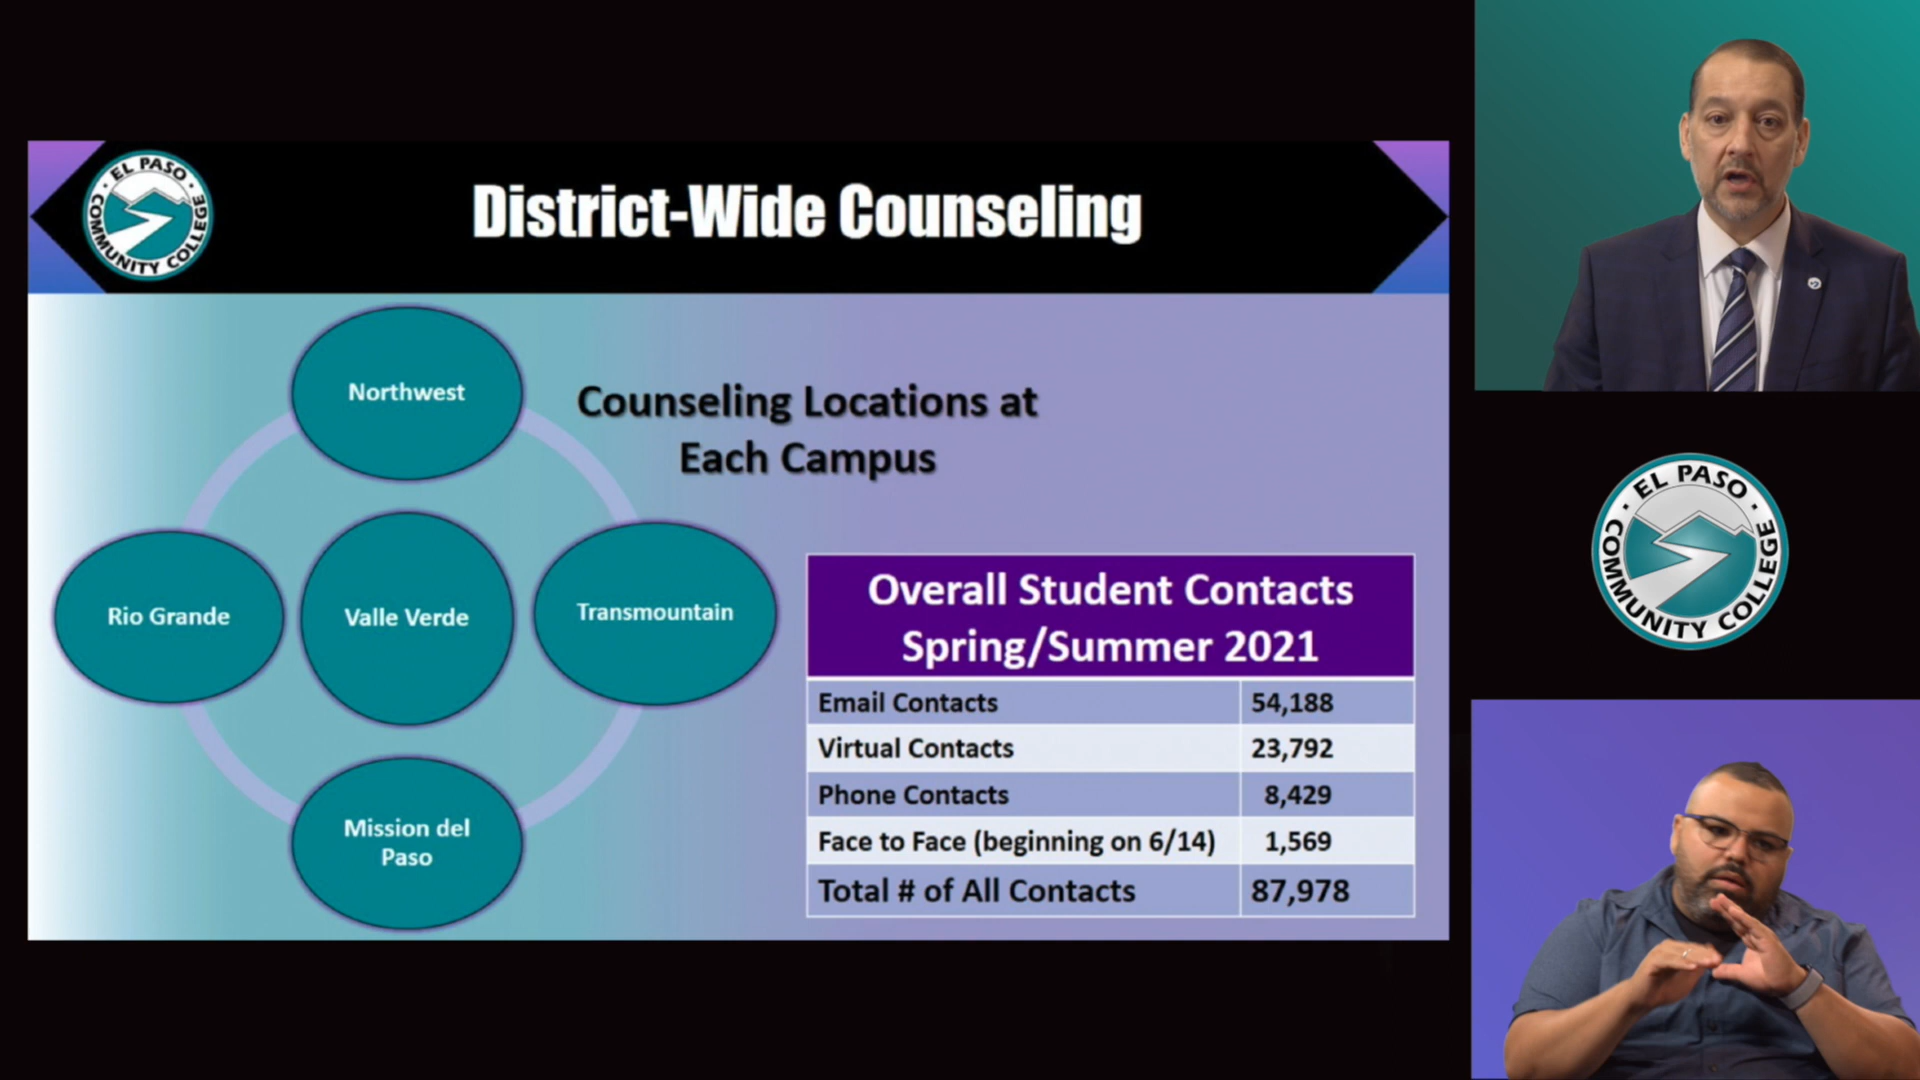 EL PASO
COMMUNITY COLLEGE
District-Wide Counseling
Northwest
Rio Grande
Valle Verde
Transmountain
Mission del
Paso
Counseling Locations at
Each Campus
Overall Student Contacts
Spring/Summer 2021
Email Contacts 54,188
Virtual Contacts 23,792
Phone Contacts 8,429
Face to Face (beginning on 6/14) 1,569
Total # of All Contacts 87,978
EL PASO
COMMUNITY COLLEGE